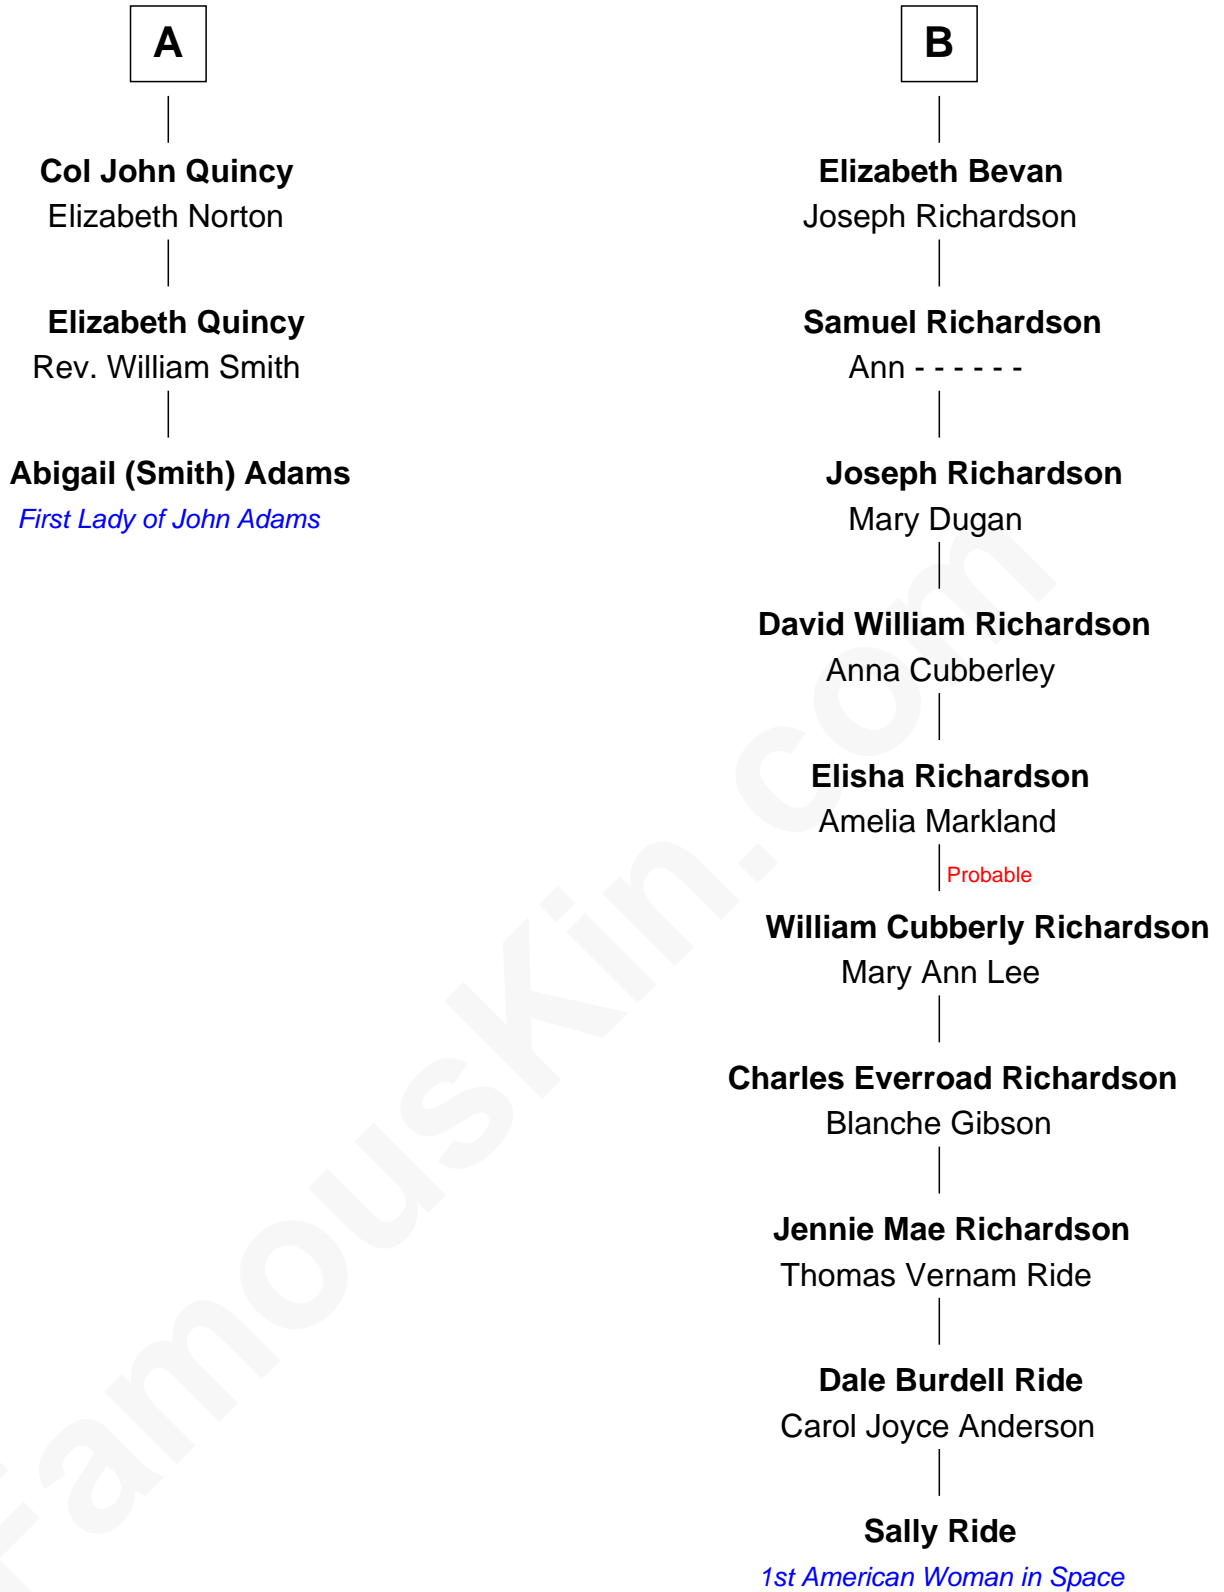 A
Col John Quincy
Elizabeth Norton
Elizabeth Quincy
Rev. William Smith
Abigail (Smith) Adams
First Lady of John Adams
B
Elizabeth Bevan
Joseph Richardson
Samuel Richardson
Ann - - - - - -
Joseph Richardson
Mary Dugan
David William Richardson
Anna Cubberley
Elisha Richardson
Amelia Markland
Probable
William Cubberly Richardson
Mary Ann Lee
Charles Everroad Richardson
Blanche Gibson
Jennie Mae Richardson
Thomas Vernam Ride
Dale Burdell Ride
Carol Joyce Anderson
Sally Ride
1st American Woman in Space
FamousKin.com